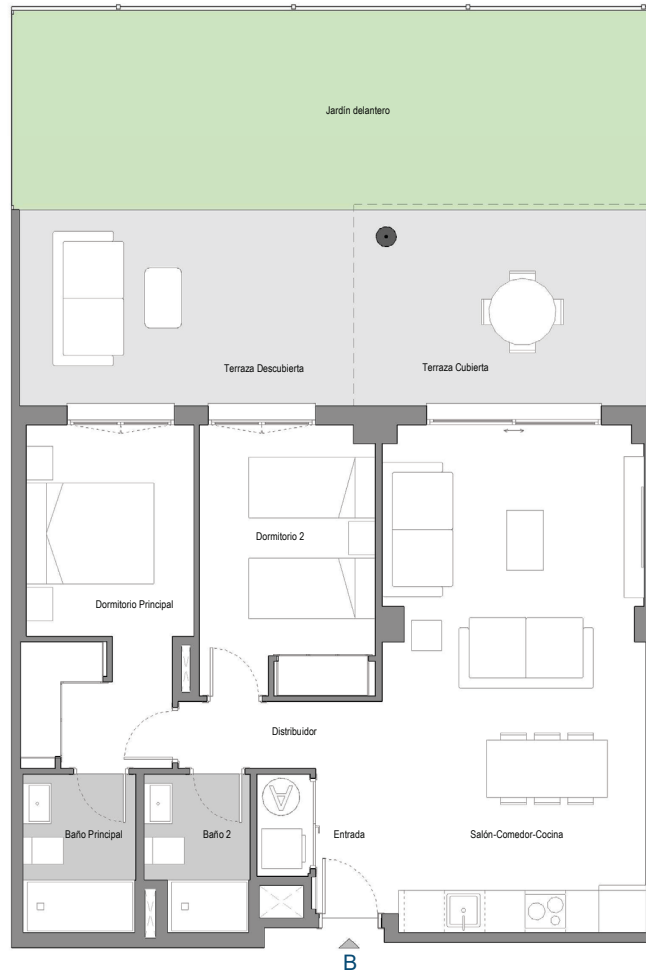 Jardín delantero
Terraza Descubierta
Terraza Cubierta
Dormitorio 2
Dormitorio Principal
Distribuidor
Baño Principal
Baño 2
Entrada
Salón-Comedor-Cocina
B